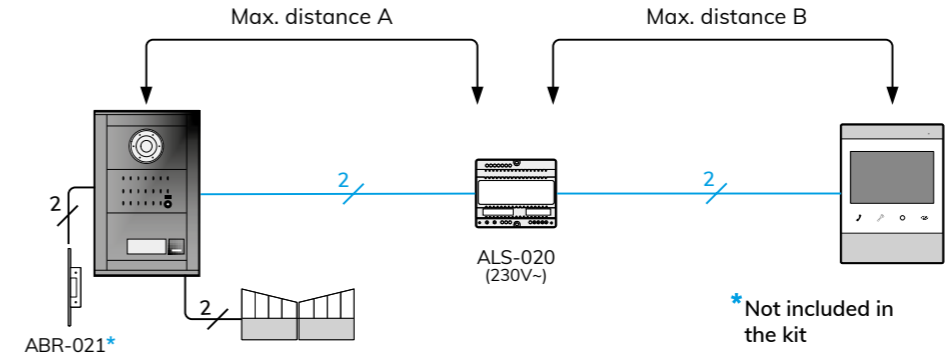 Max. distance A
Max. distance B
2
2
2
ALS-020
(230V~)
2
*Not included in
the kit
ABR-021*